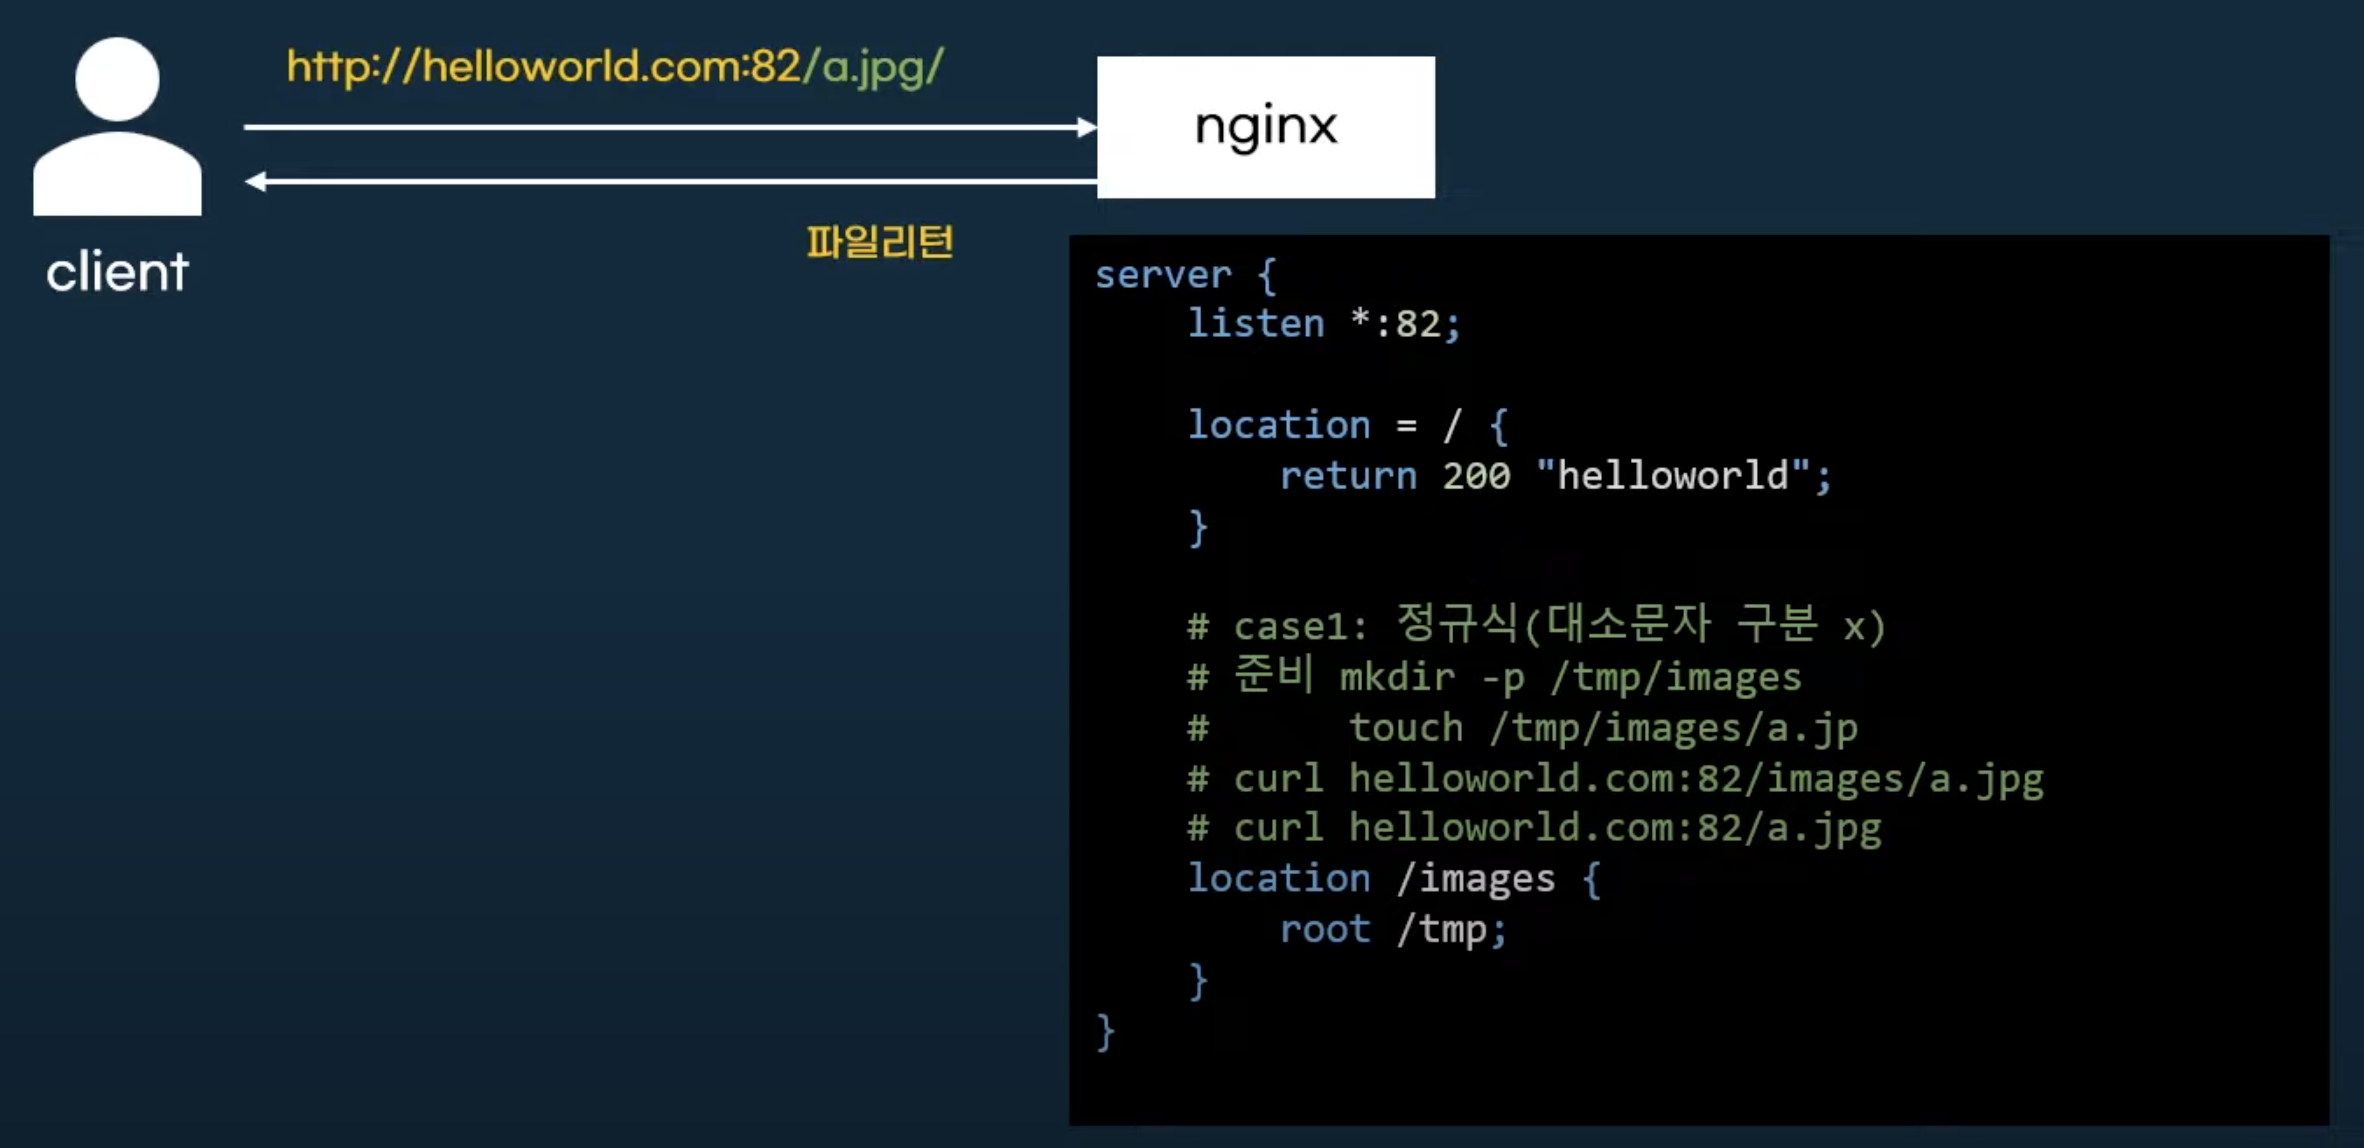 http://helloworld.com:82/a.jpg/
nginx
파일리턴
client
server {
listen *:82;
location = / {
return 200 "helloworld";
}
# case1: 정규식(대소문자 구분 x)
# 준비 mkdir -p /tmp/images
# touch /tmp/images/a.jp
# curl helloworld.com:82/images/a.jpg
# curl helloworld.com:82/a.jpg
location /images {
root /tmp;
}
}